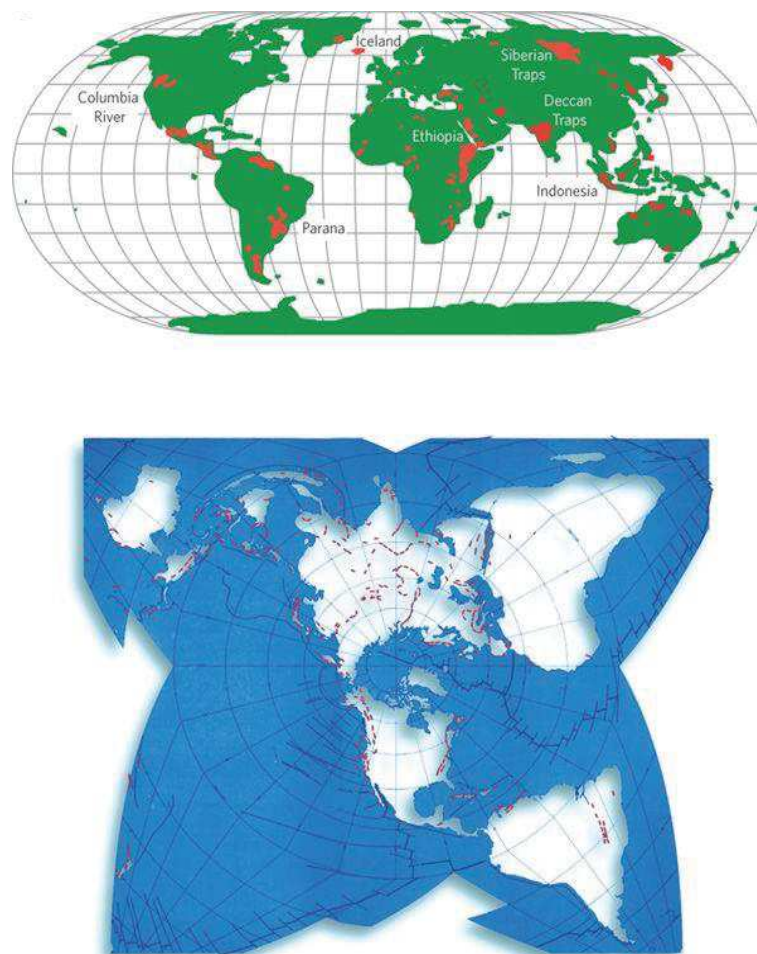 Iceland
Siberian
Traps
Columbia
River
Deccan
Traps
Ethiopia
Indonesia
Parana